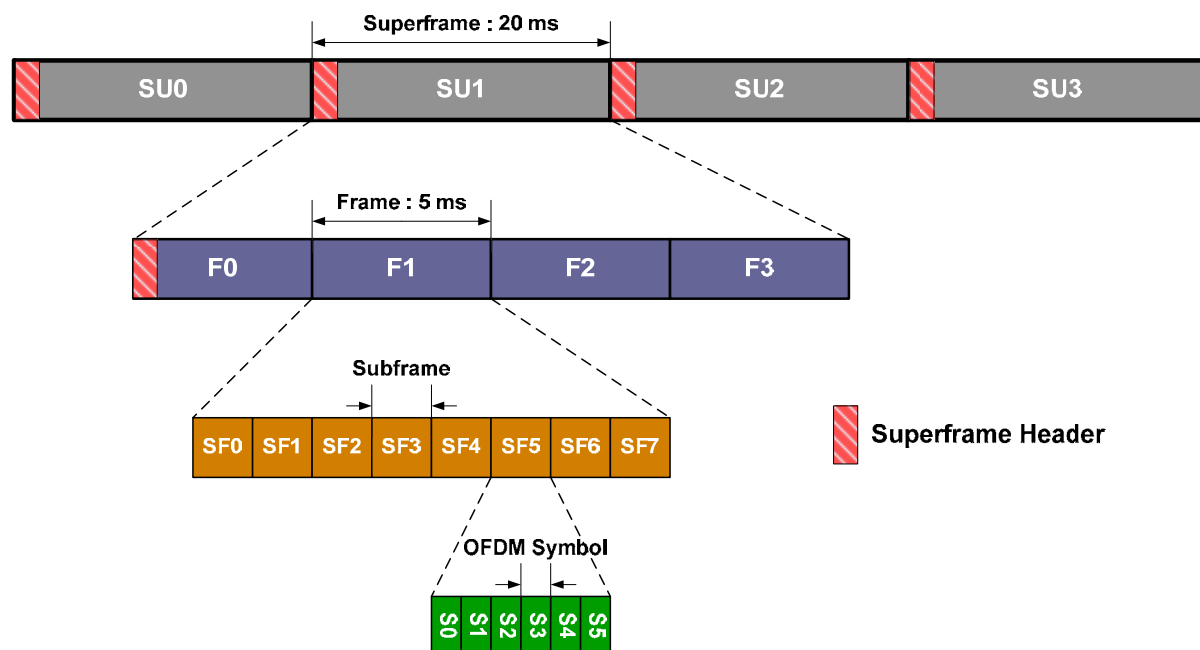 Superframe : 20 ms
SU0 SU1 SU2 SU3
Frame : 5 ms
F0 F1 F2 F3
Subframe
SF0 SF1 SF2 SF3 SF4 SF5 SF6 SF7
Superframe Header
OFDM Symbol
S0 S1 S2 S3 S4 S5